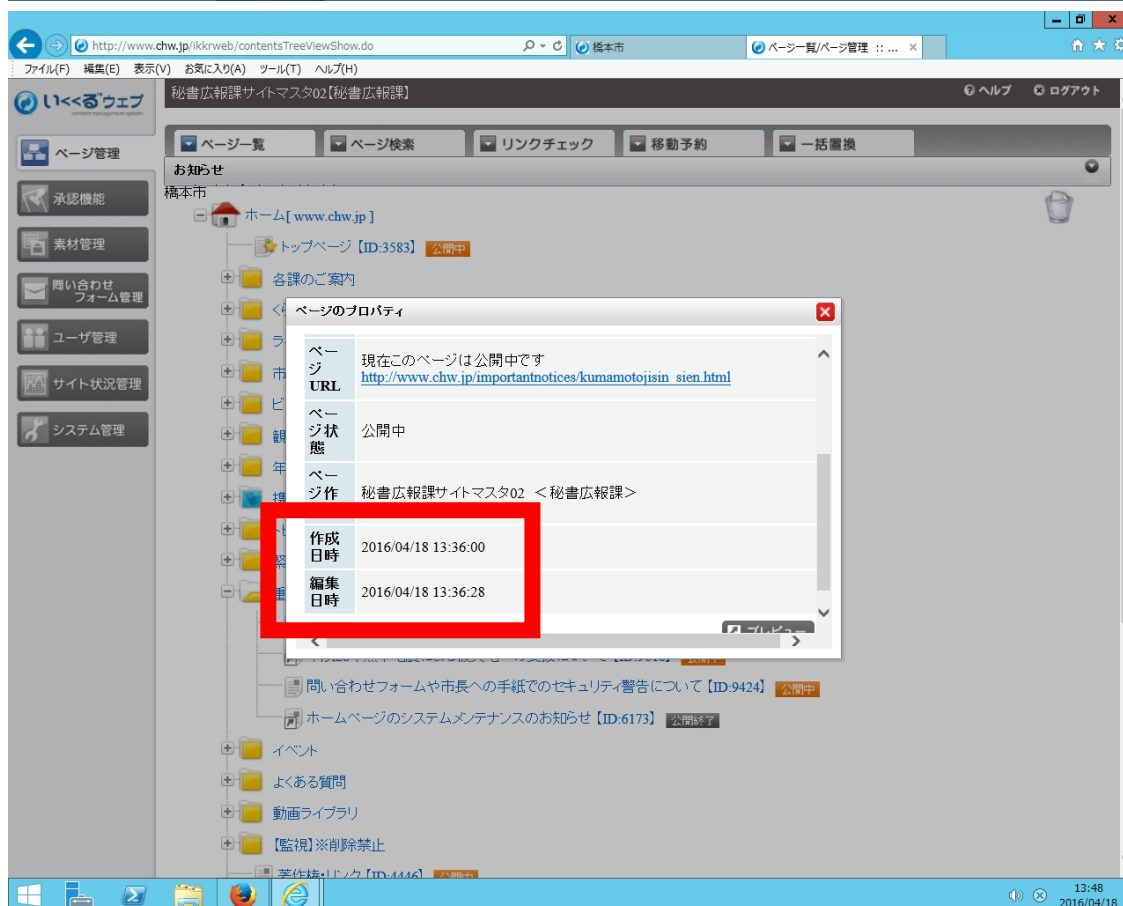 http://www.chw.jp/ikkrweb/contentsTreeViewShow.do
橋本市
ページ一覧/ページ管理 :: ...
ファイル(F) 編集(E) 表示(V) お気に入り(A) ツール(T) ヘルプ(H)
い<<るウェブ
contents management system
秘書広報課サイトマスタ02【秘書広報課】
ヘルプ
ログアウト
ページ管理
承認機能
素材管理
問い合わせ
フォーム管理
ユーザ管理
サイト状況管理
システム管理
ページ一覧
ページ検索
リンクチェック
移動予約
一括置換
お知らせ
橋本市
ホーム[ www.chw.jp ]
トップページ【ID:3583】 公開中
各課のご案内
ページのプロパティ
ページURL
現在このページは公開中です
http://www.chw.jp/importantnotices/kumamotojisin_sien.html
ページ状態
公開中
ページ作
秘書広報課サイトマスタ02 <秘書広報課>
作成日時
2016/04/18 13:36:00
編集日時
2016/04/18 13:36:28
プレビュー
問い合わせフォームや市長への手紙でのセキュリティ警告について【ID:9424】 公開中
ホームページのシステムメンテナンスのお知らせ【ID:6173】 公開終了
イベント
よくある質問
動画ライブラリ
【監視】※削除禁止
著作権・リンク【ID:4446】 公開中
13:48
2016/04/18